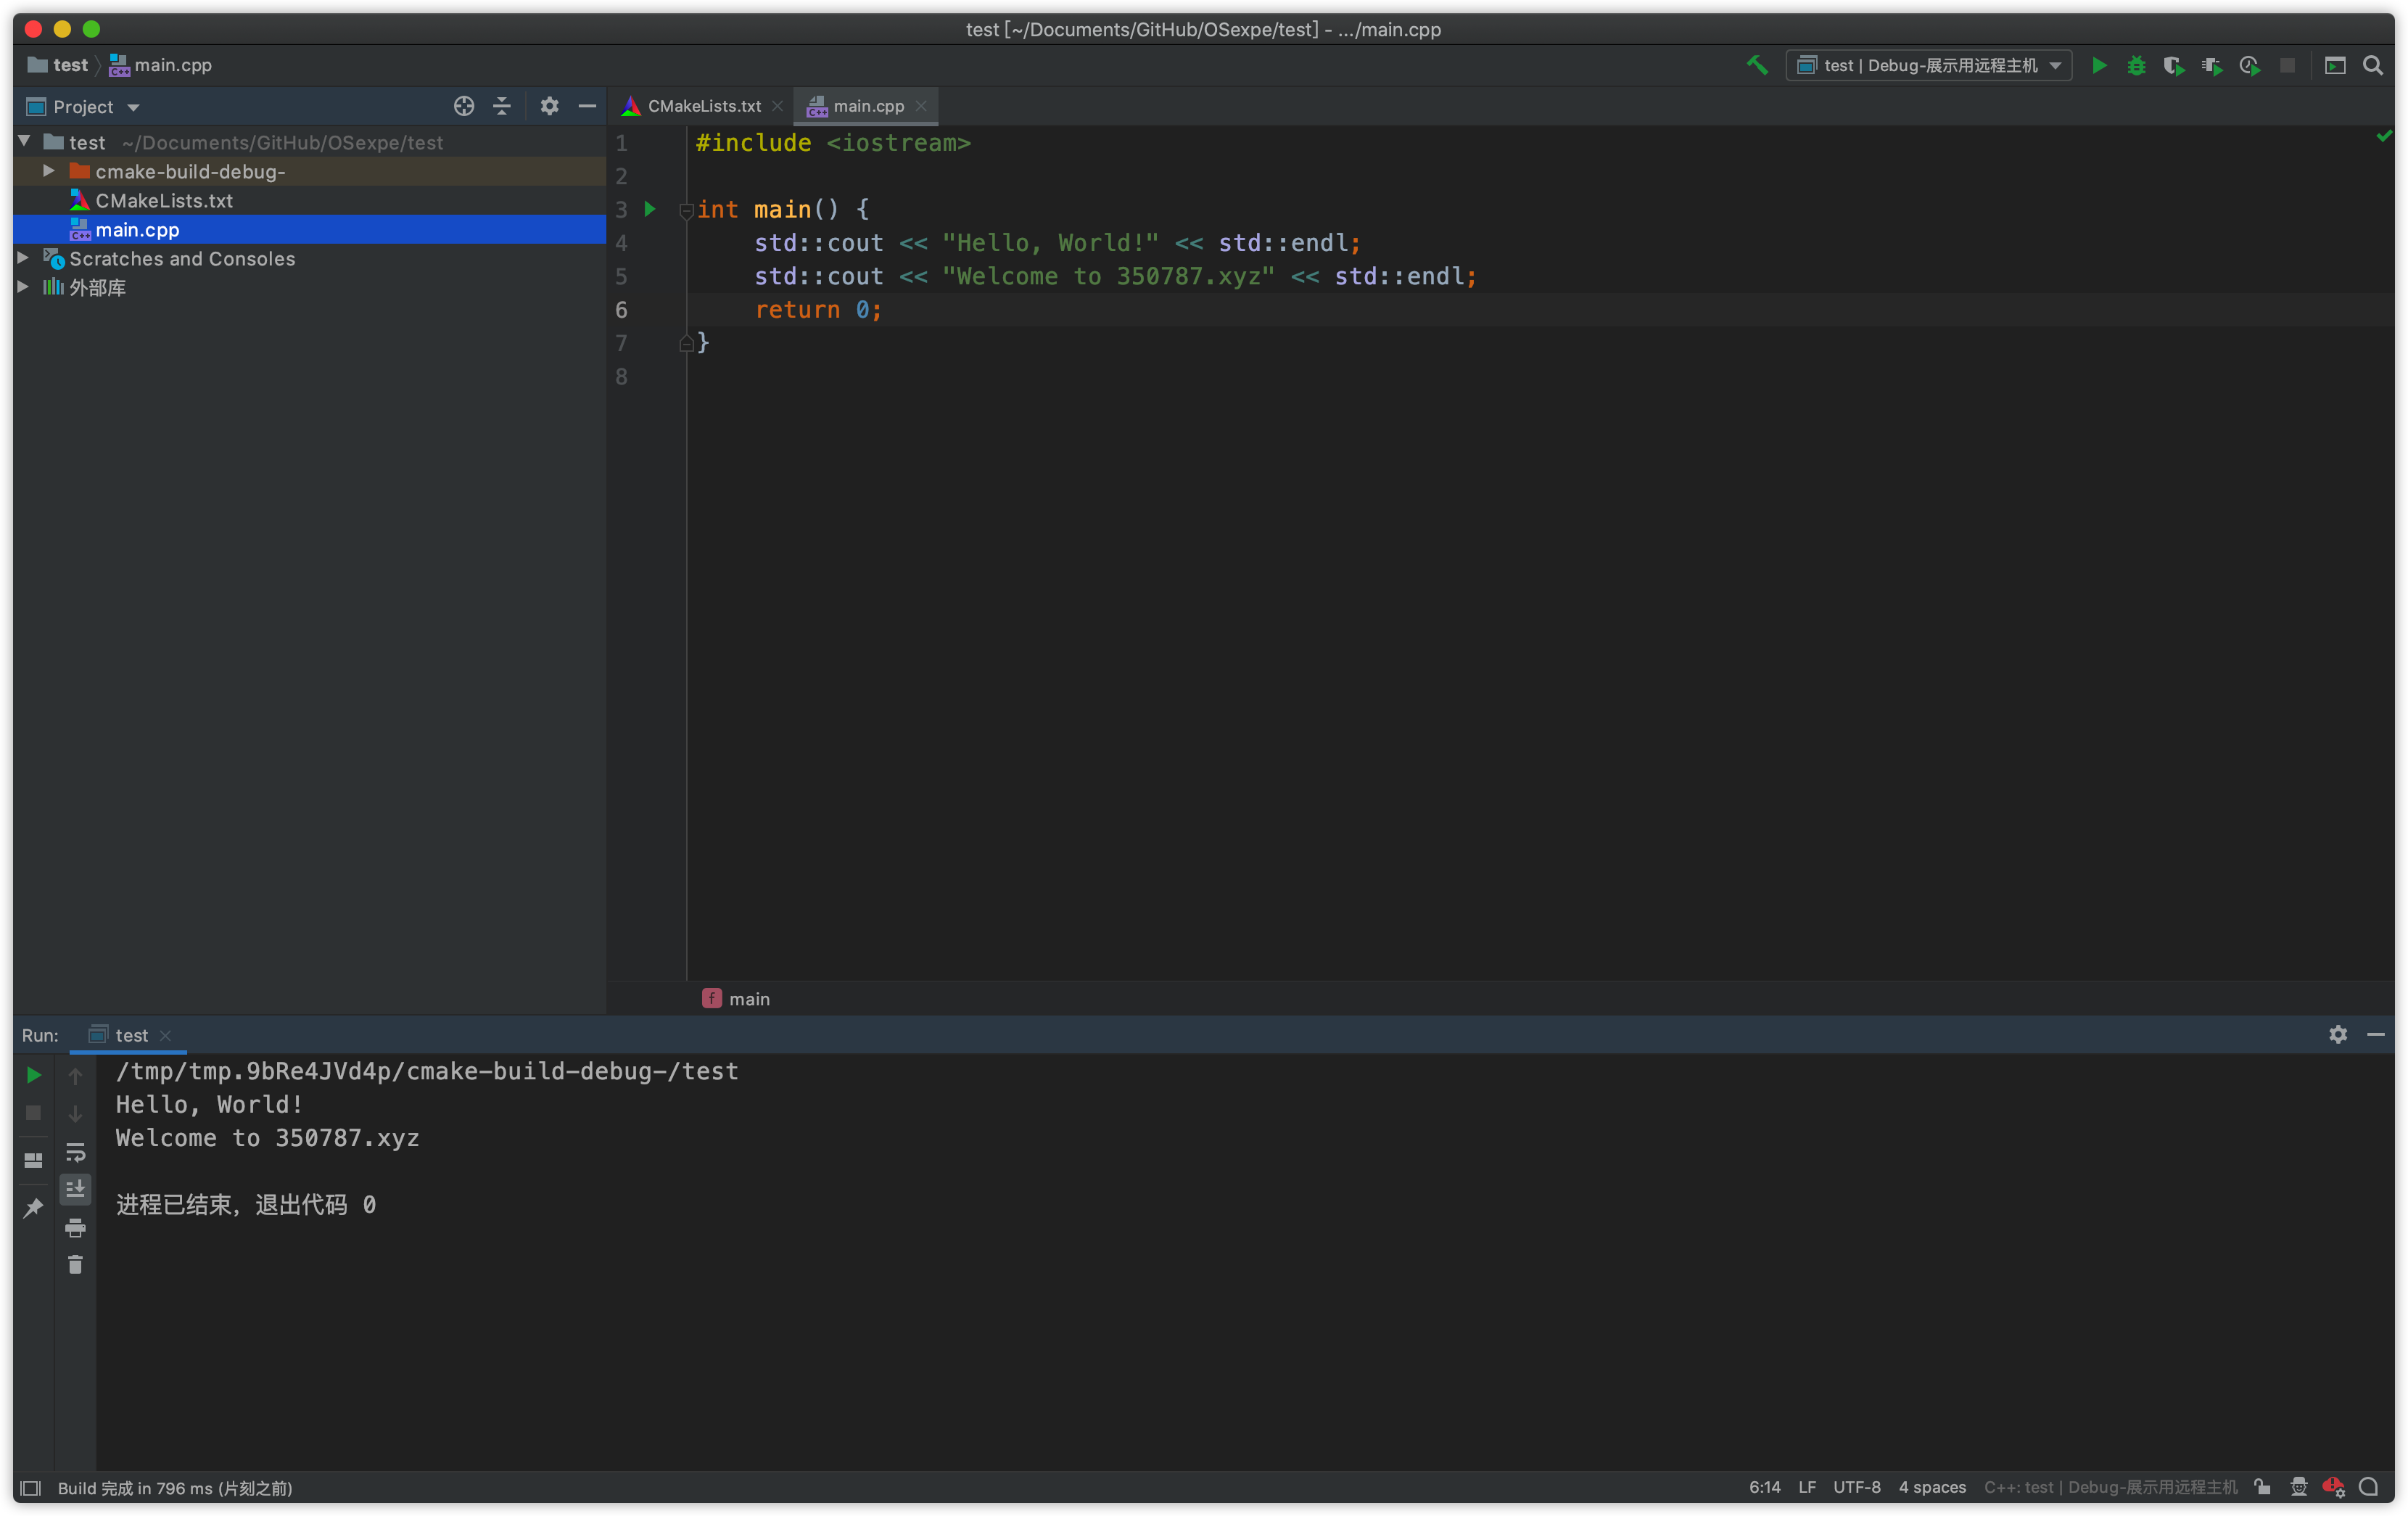 test [~/Documents/GitHub/OSexpe/test] - .../main.cpp
test main.cpp
test | Debug-展示用远程主机
Project
CMakeLists.txt
main.cpp
test ~/Documents/GitHub/OSexpe/test
cmake-build-debug-
CMakeLists.txt
main.cpp
Scratches and Consoles
外部库
1 #include <iostream>
2
3 int main() {
4 std::cout << "Hello, World!" << std::endl;
5 std::cout << "Welcome to 350787.xyz" << std::endl;
6 return 0;
7 }
8
f main
Run: test
/tmp/tmp.9bRe4JVd4p/cmake-build-debug-/test
Hello, World!
Welcome to 350787.xyz
进程已结束，退出代码 0
Build 完成 in 796 ms (片刻之前)
6:14 LF UTF-8 4 spaces C++: test | Debug-展示用远程主机